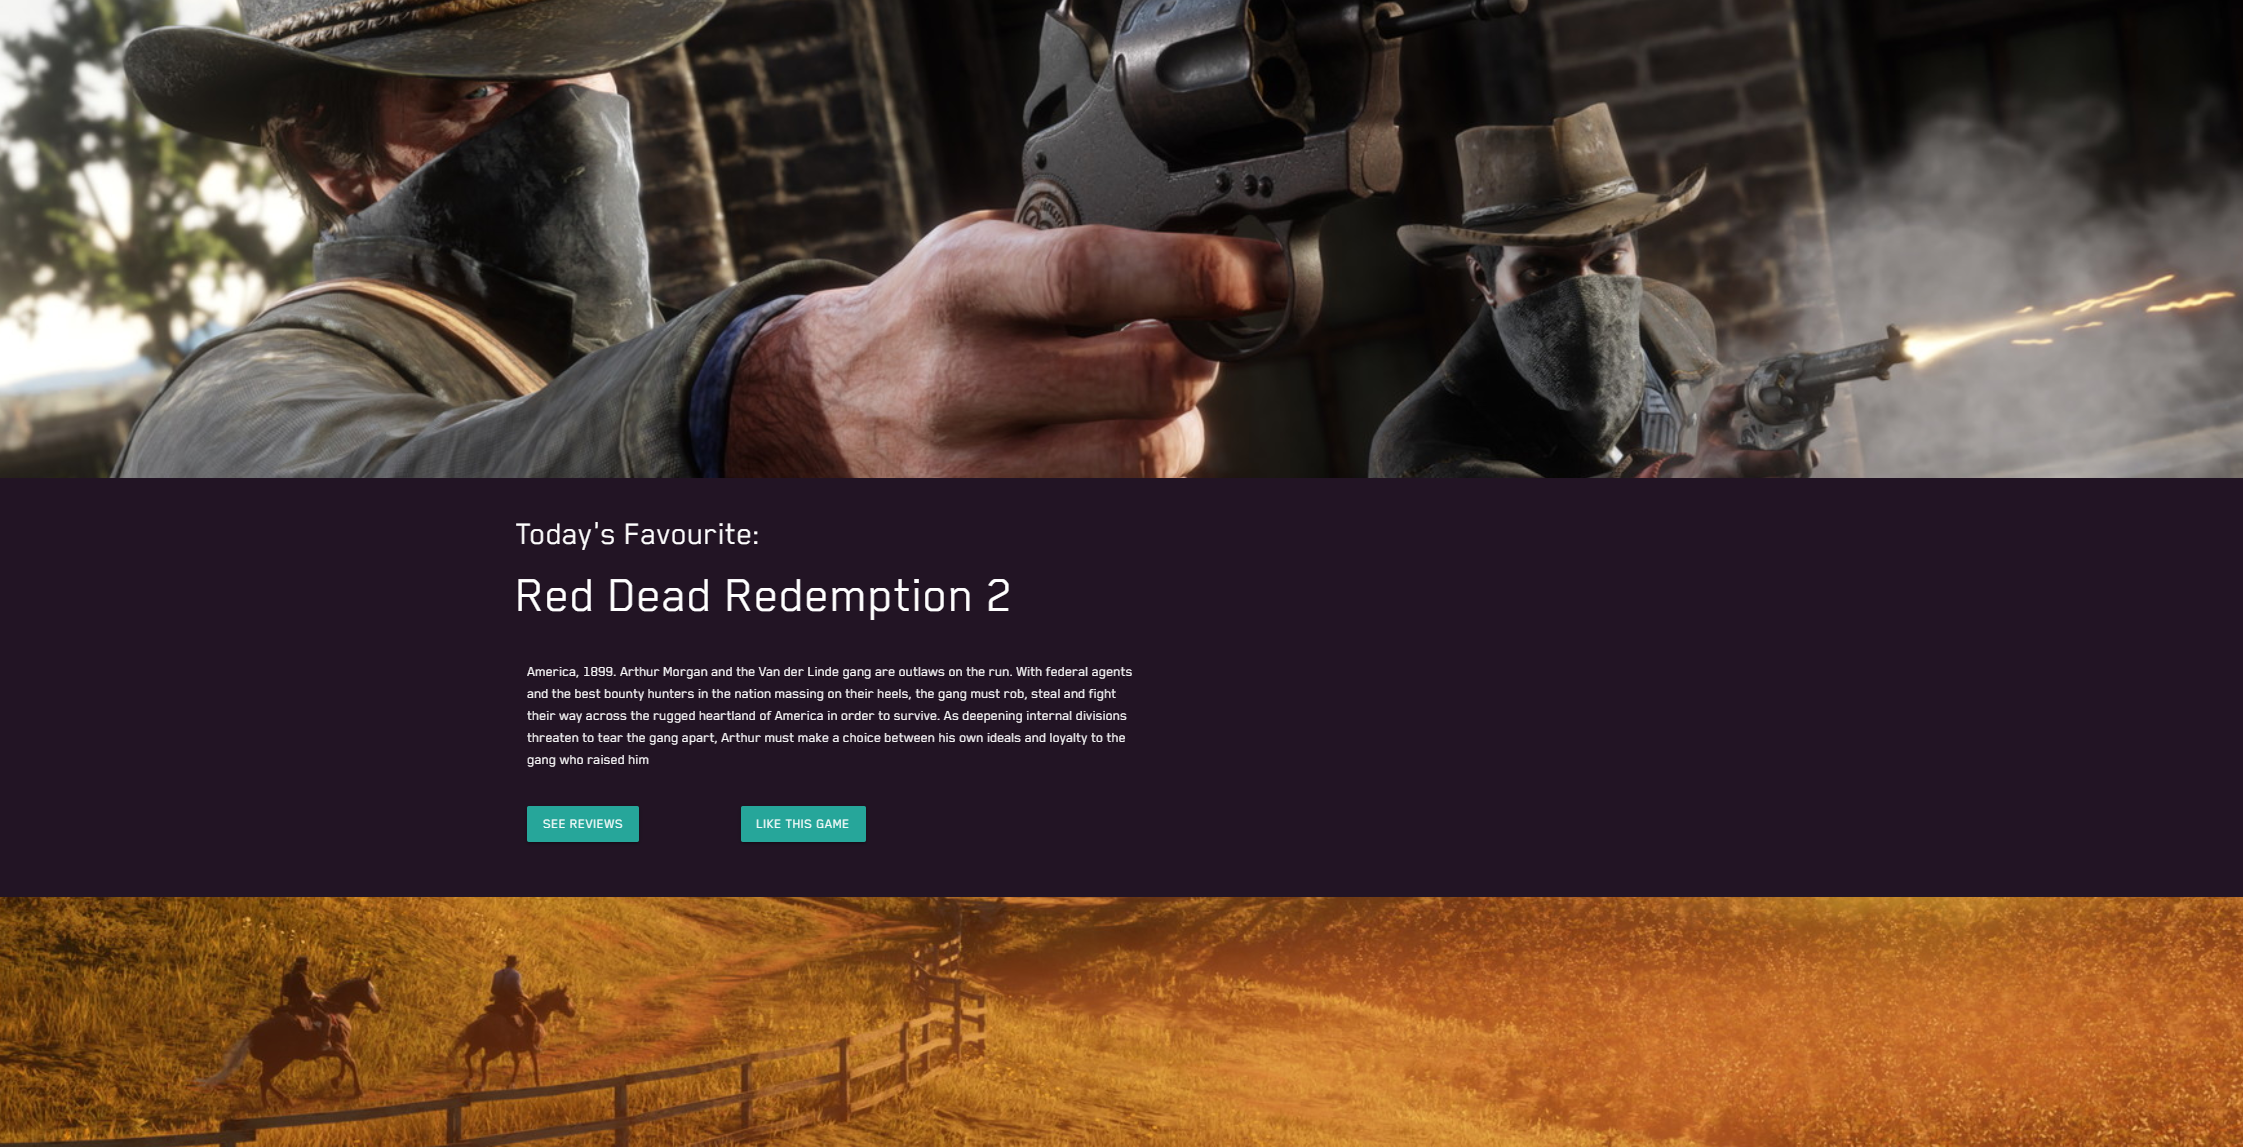 Today's Favourite:
Red Dead Redemption 2
America, 1899. Arthur Morgan and the Van der Linde gang are outlaws on the run. With federal agents
and the best bounty hunters in the nation massing on their heels, the gang must rob, steal and fight
their way across the rugged heartland of America in order to survive. As deepening internal divisions
threaten to tear the gang apart, Arthur must make a choice between his own ideals and loyalty to the
gang who raised him
SEE REVIEWS
LIKE THIS GAME